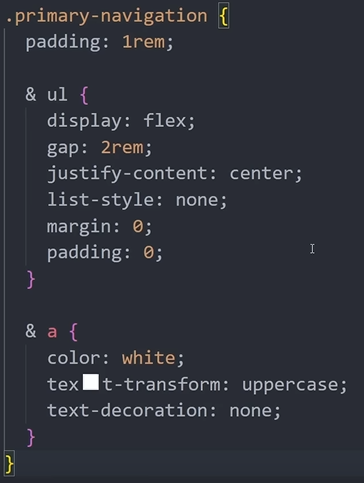 .primary-navigation {
  padding: 1rem;

  & ul {
    display: flex;
    gap: 2rem;
    justify-content: center;
    list-style: none;
    margin: 0;
    padding: 0;
  }

  & a {
    color: white;
    tex t-transform: uppercase;
    text-decoration: none;
  }
}